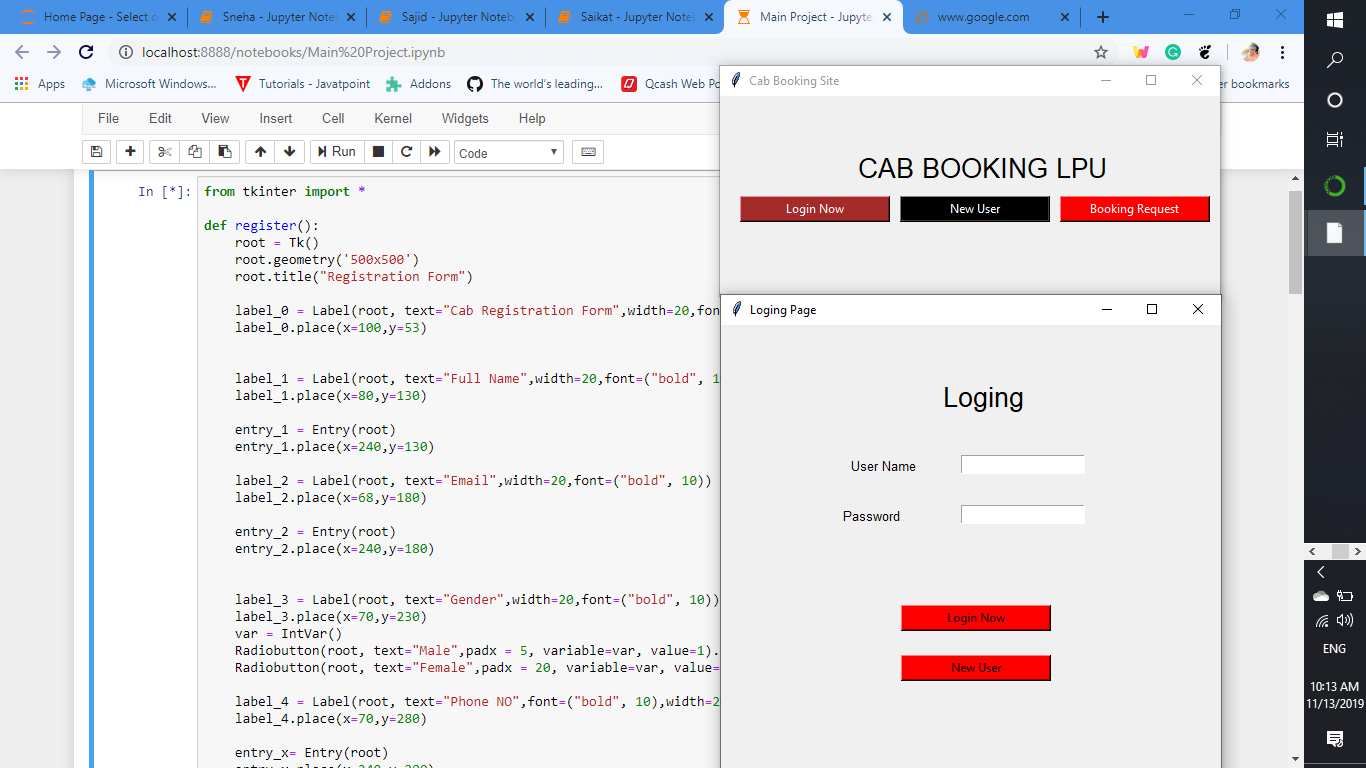 Home Page - Select o
Sneha - Jupyter Note
Sajid - Jupyter Noteb
Saikat - Jupyter Note
Main Project - Jupyte
www.google.com
localhost:8888/notebooks/Main%20Project.ipynb
Apps
Microsoft Windows...
Tutorials - Javatpoint
Addons
The world's leading...
Qcash Web Po
er bookmarks
File Edit View Insert Cell Kernel Widgets Help
Run
Code
In [*]:
from tkinter import *
def register():
root = Tk()
root.geometry('500x500')
root.title("Registration Form")
label_0 = Label(root, text="Cab Registration Form",width=20,fon
label_0.place(x=100,y=53)
label_1 = Label(root, text="Full Name",width=20,font=("bold", 1
label_1.place(x=80,y=130)
entry_1 = Entry(root)
entry_1.place(x=240,y=130)
label_2 = Label(root, text="Email",width=20,font=("bold", 10))
label_2.place(x=68,y=180)
entry_2 = Entry(root)
entry_2.place(x=240,y=180)
label_3 = Label(root, text="Gender",width=20,font=("bold", 10))
label_3.place(x=70,y=230)
var = IntVar()
Radiobutton(root, text="Male",padx = 5, variable=var, value=1).
Radiobutton(root, text="Female",padx = 20, variable=var, value=
label_4 = Label(root, text="Phone NO",font=("bold", 10),width=2
label_4.place(x=70,y=280)
entry_x= Entry(root)
Cab Booking Site
CAB BOOKING LPU
Login Now
New User
Booking Request
Loging Page
Loging
User Name
Password
Login Now
New User
ENG
10:13 AM
11/13/2019